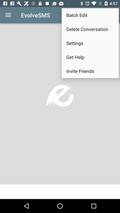 4:57
EvolveSMS
Batch Edit
Delete Conversation
Settings
Get Help
Invite Friends